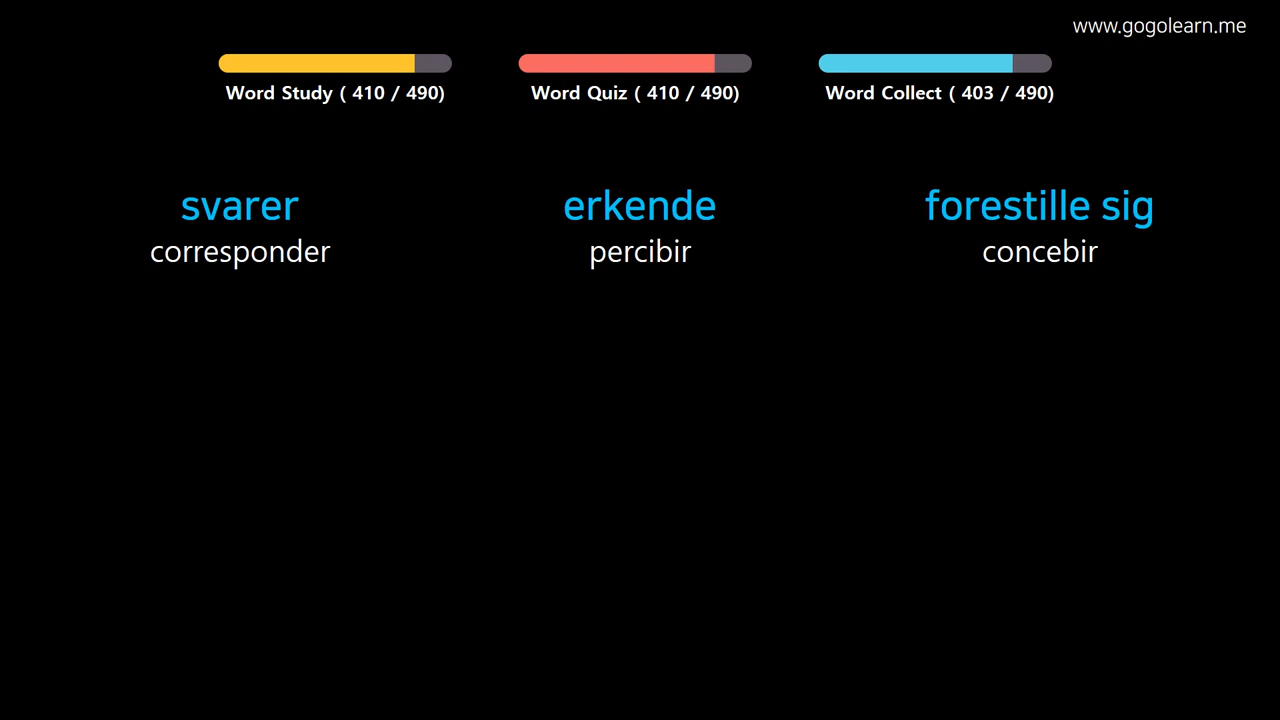 www.gogolearn.me
Word Study ( 410 / 490)
Word Quiz ( 410 / 490)
Word Collect ( 403 / 490)
svarer
corresponder
erkende
percibir
forestille sig
concebir